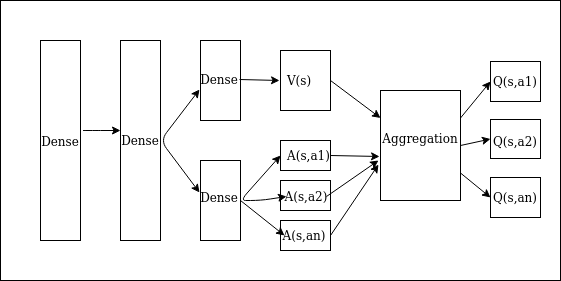 Dense
Dense
Dense
Dense
V(s)
A(s,a1)
A(s,a2)
A(s,an)
Aggregation
Q(s,a1)
Q(s,a2)
Q(s,an)